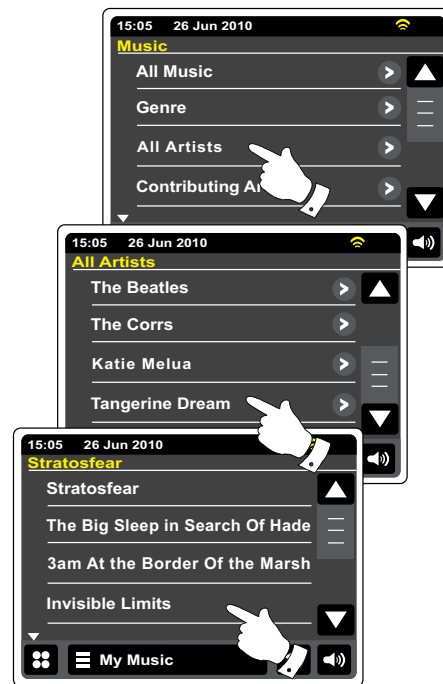 15:05 26 Jun 2010
Music
All Music
Genre
All Artists
Contributing Ar
15:05 26 Jun 2010
All Artists
The Beatles
The Corrs
Katie Melua
Tangerine Dream
15:05 26 Jun 2010
Stratosfear
Stratosfear
The Big Sleep in Search Of Hade
3am At the Border Of the Marsh
Invisible Limits
My Music